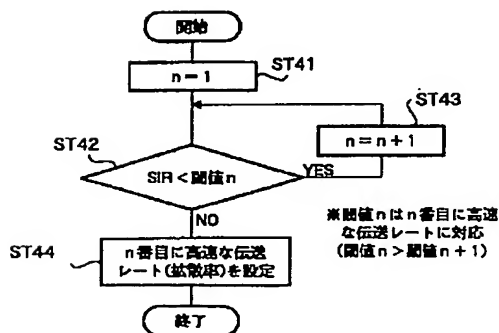 開始
ST41
n=1
ST43
n=n+1
ST42
SIR<閾値n
YES
NO
※閾値nはn番目に高速
な伝送レートに対応
(閾値n>閾値n+1)
ST44
n番目に高速な伝送
レート(拡散率)を設定
終了